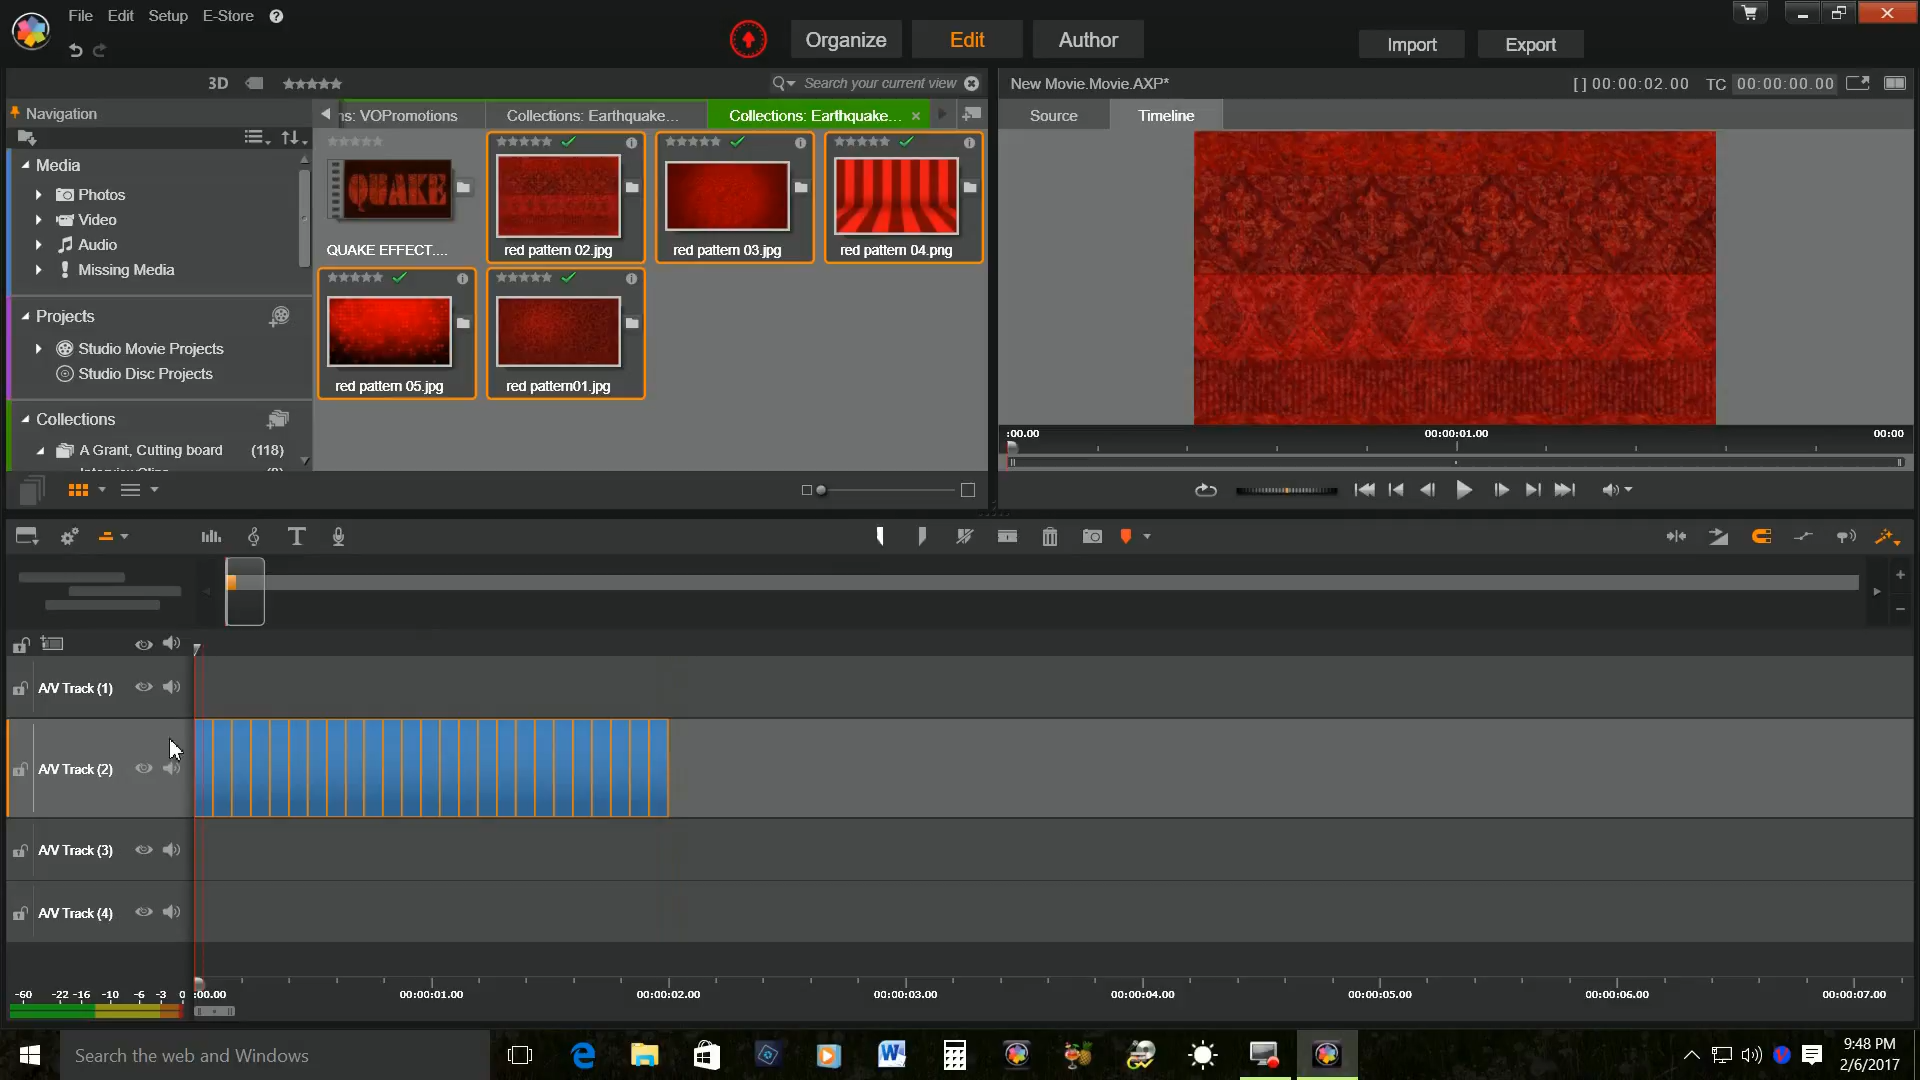 File Edit Setup E-Store ?
Organize Edit Author
Import Export
3D Search your current view
New Movie.Movie.AXP* [ ] 00:00:02.00 TC 00:00:00.00
Navigation
ns: VOPromotions Collections: Earthquake... Collections: Earthquake... ×
Source Timeline
Media
Photos
Video
Audio
Missing Media
QUAKE
QUAKE EFFECT.... red pattern 02.jpg red pattern 03.jpg red pattern 04.png
Projects
Studio Movie Projects
Studio Disc Projects
red pattern 05.jpg red pattern01.jpg
Collections
A Grant, Cutting board (118)
:00.00 00:00:01.00 00:00
A/V Track (1)
A/V Track (2)
A/V Track (3)
A/V Track (4)
-60 -22 -16 -10 -6 -3 0 :00.00 00:00:01.00 00:00:02.00 00:00:03.00 00:00:04.00 00:00:05.00 00:00:06.00 00:00:07.00
Search the web and Windows
9:48 PM
2/6/2017